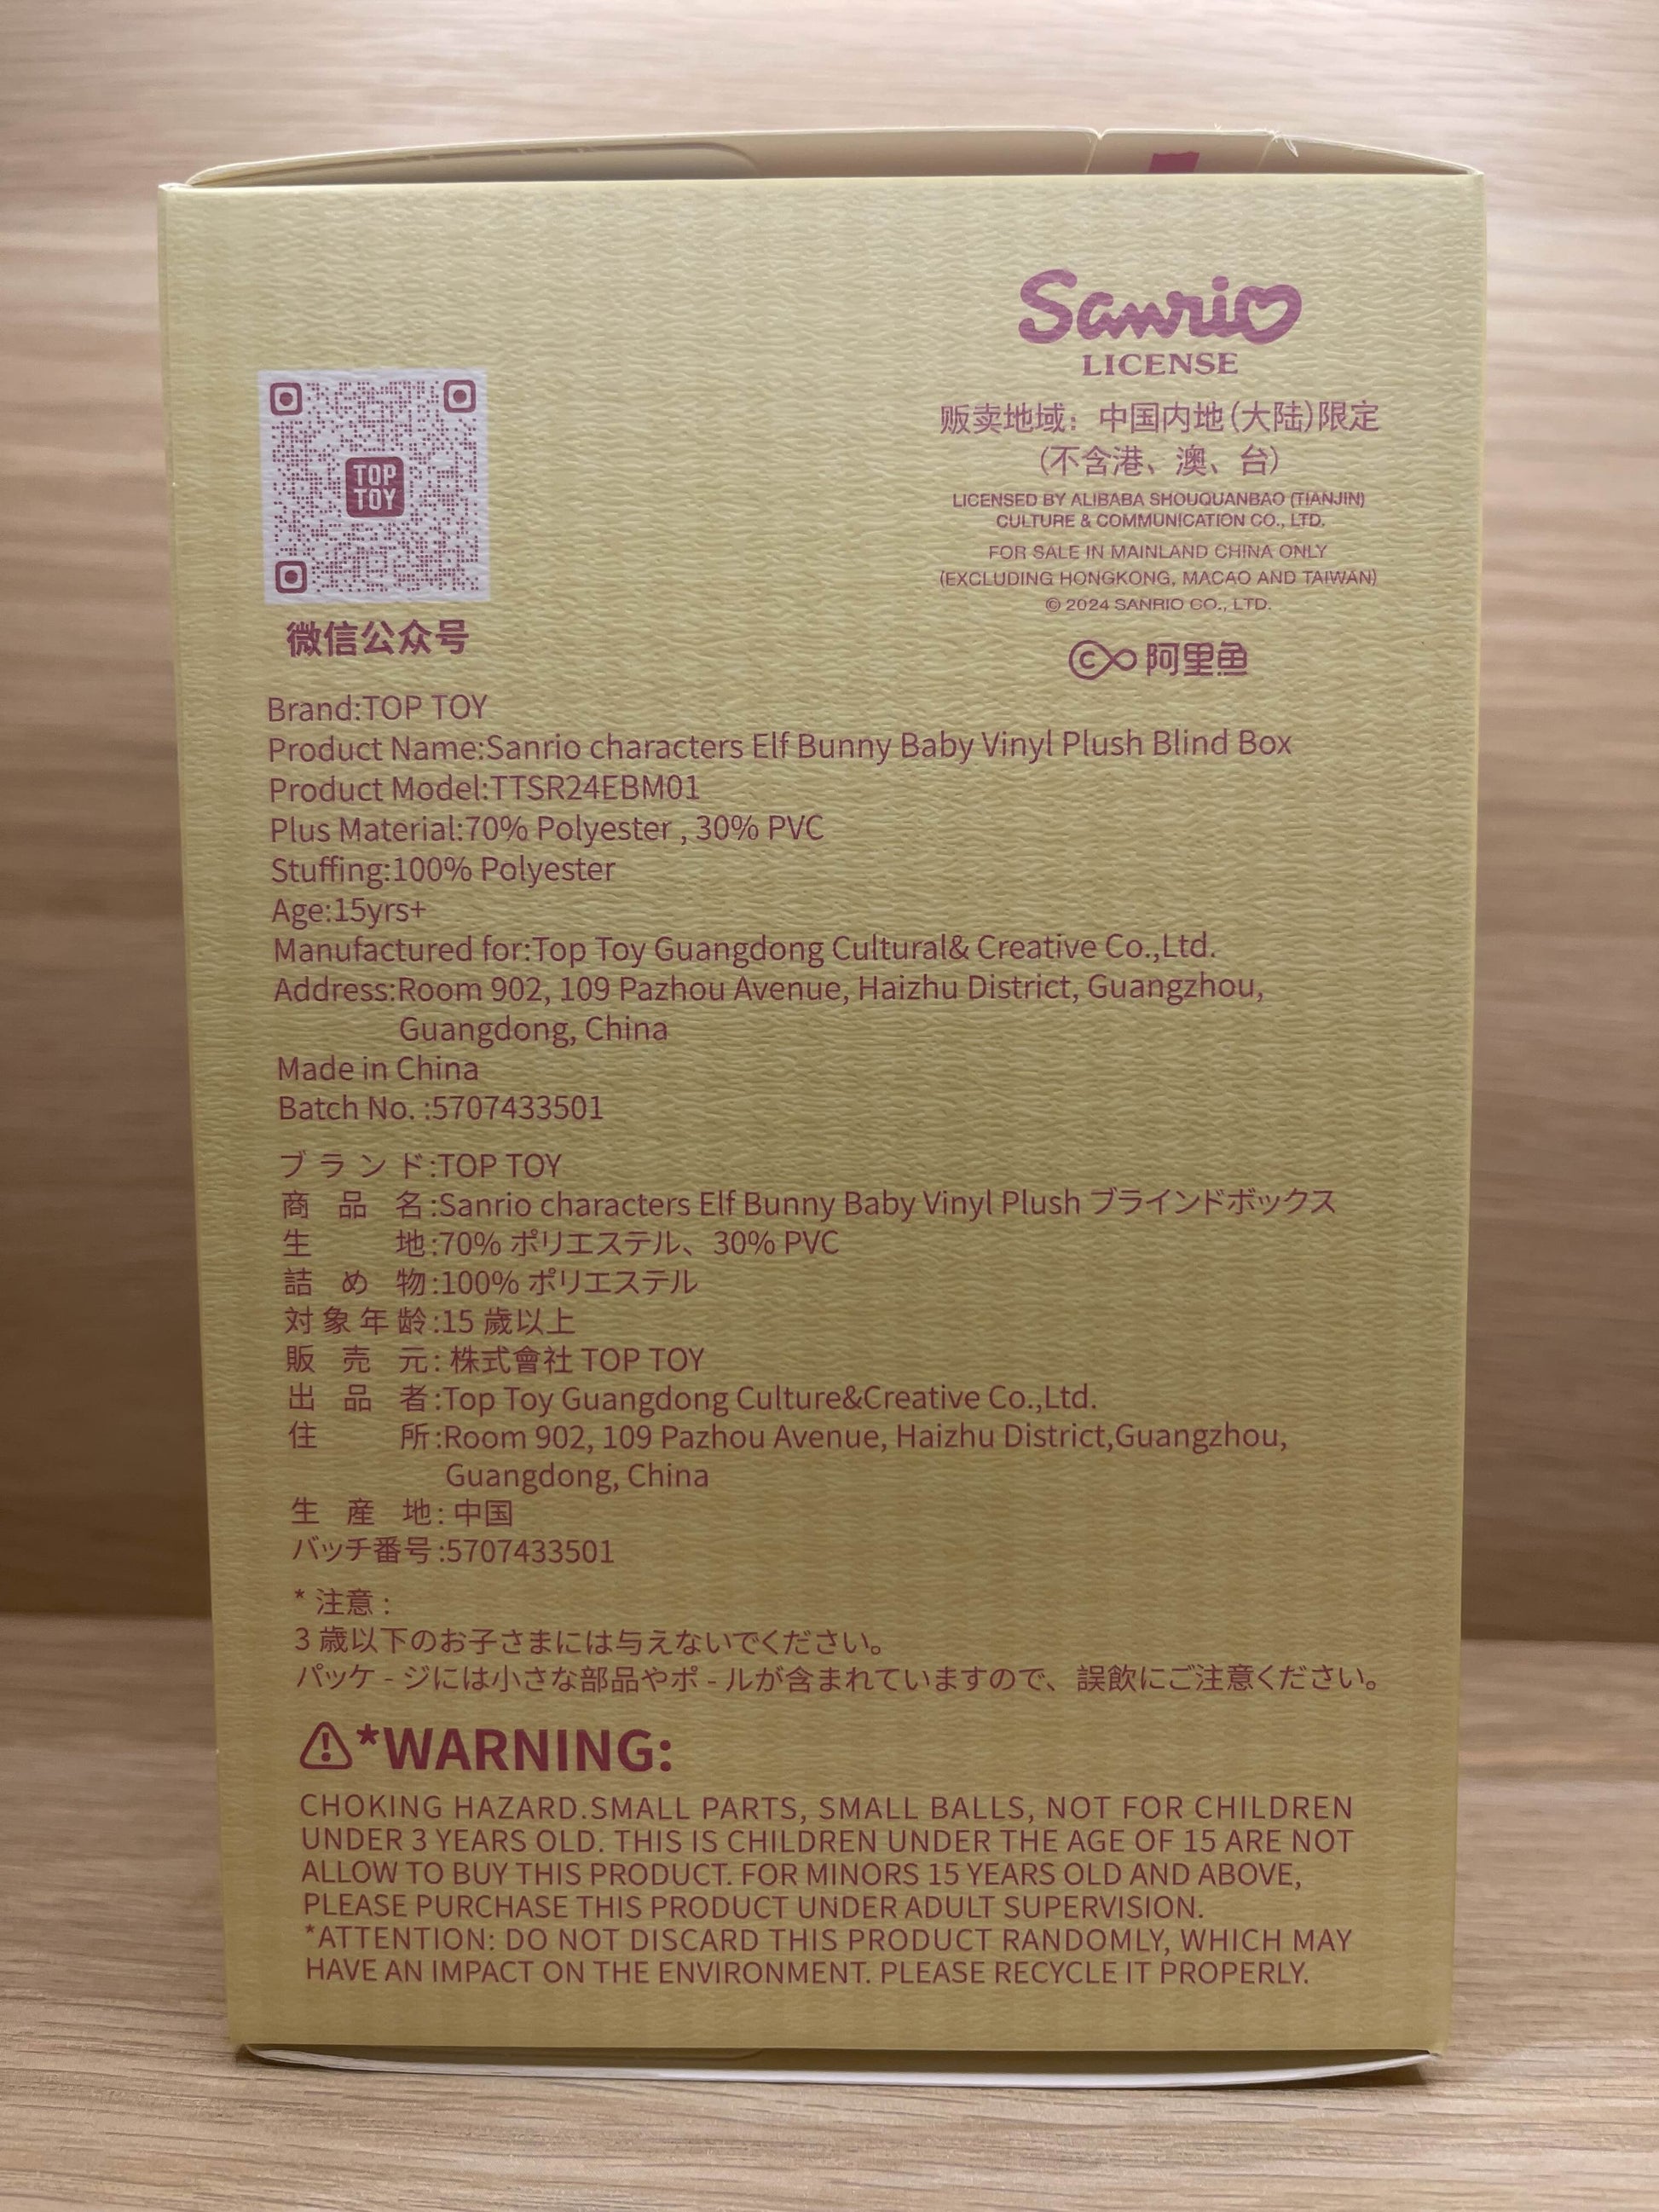 Sanrio
LICENSE
贩卖地域：中国内地(大陆)限定
(不含港、澳、台)
LICENSED BY ALIBABA SHOUQUANBAO (TIANJIN)
CULTURE & COMMUNICATION CO., LTD.
FOR SALE IN MAINLAND CHINA ONLY
(EXCLUDING HONGKONG, MACAO AND TAIWAN)
© 2024 SANRIO CO., LTD.
阿里鱼
TOP
TOY
微信公众号
Brand:TOP TOY
Product Name:Sanrio characters Elf Bunny Baby Vinyl Plush Blind Box
Product Model:TTSR24EBM01
Plus Material:70% Polyester , 30% PVC
Stuffing:100% Polyester
Age:15yrs+
Manufactured for:Top Toy Guangdong Cultural& Creative Co.,Ltd.
Address:Room 902, 109 Pazhou Avenue, Haizhu District, Guangzhou,
Guangdong, China
Made in China
Batch No. :5707433501
ブランド:TOP TOY
商品名:Sanrio characters Elf Bunny Baby Vinyl Plush ブラインドボックス
生地:70% ポリエステル、30% PVC
詰め物:100% ポリエステル
対象年齢:15 歳以上
販売元: 株式會社 TOP TOY
出品者:Top Toy Guangdong Culture&Creative Co.,Ltd.
住所:Room 902, 109 Pazhou Avenue, Haizhu District,Guangzhou,
Guangdong, China
生産地: 中国
バッチ番号:5707433501
* 注意 :
3 歳以下のお子さまには与えないでください。
パッケ - ジには小さな部品やボ - ルが含まれていますので、誤飲にご注意ください。
⚠*WARNING:
CHOKING HAZARD.SMALL PARTS, SMALL BALLS, NOT FOR CHILDREN
UNDER 3 YEARS OLD. THIS IS CHILDREN UNDER THE AGE OF 15 ARE NOT
ALLOW TO BUY THIS PRODUCT. FOR MINORS 15 YEARS OLD AND ABOVE,
PLEASE PURCHASE THIS PRODUCT UNDER ADULT SUPERVISION.
*ATTENTION: DO NOT DISCARD THIS PRODUCT RANDOMLY, WHICH MAY
HAVE AN IMPACT ON THE ENVIRONMENT. PLEASE RECYCLE IT PROPERLY.